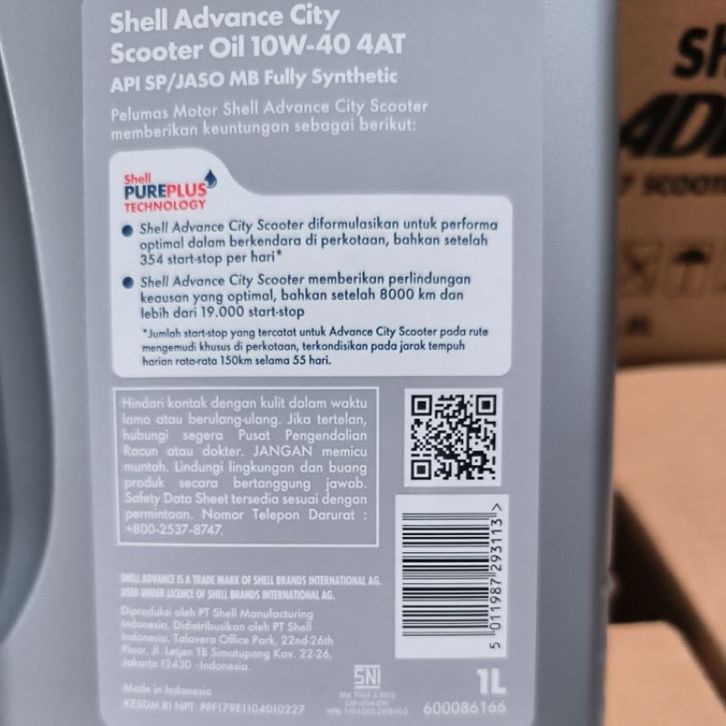 Shell Advance City
Scooter Oil 10W-40 4AT
API SP/JASO MB Fully Synthetic
Pelumas Motor Shell Advance City Scooter
memberikan keuntungan sebagai berikut:
Shell
PUREPLUS
TECHNOLOGY
Shell Advance City Scooter diformulasikan untuk performa
optimal dalam berkendara di perkotaan, bahkan setelah
354 start-stop per hari*
Shell Advance City Scooter memberikan perlindungan
keausan yang optimal, bahkan setelah 8000 km dan
lebih dari 19.000 start-stop
*Jumlah start-stop yang tercatat untuk Advance City Scooter pada rute
mengemudi khusus di perkotaan, terkondisikan pada jarak tempuh
harian rata-rata 150km selama 55 hari.
Hindari kontak dengan kulit dalam waktu
lama atau berulang-ulang. Jika tertelan,
hubungi segera Pusat Pengendalian
Racun atau dokter. JANGAN memicu
muntah. Lindungi lingkungan dan buang
produk secara bertanggung jawab.
Safety Data Sheet tersedia sesuai dengan
permintaan. Nomor Telepon Darurat :
+800-2537-8747.
5 011987 293113 >
SHELL ADVANCE IS A TRADE MARK OF SHELL BRANDS INTERNATIONAL AG.
USED UNDER LICENCE OF SHELL BRANDS INTERNATIONAL AG.
Diproduksi oleh PT Shell Manufacturing
Indonesia, Didistribusikan oleh PT Shell
Indonesia, Talavera Office Park, 22nd-26th
Floor, Jl. Letjen TB Simatupang Kav. 22-26,
Jakarta 12430 - Indonesia.
Made in Indonesia
KESDM RI NPT: PPF179E1104010227
SNI
1L
600086166
SH
ADV
SCOOT